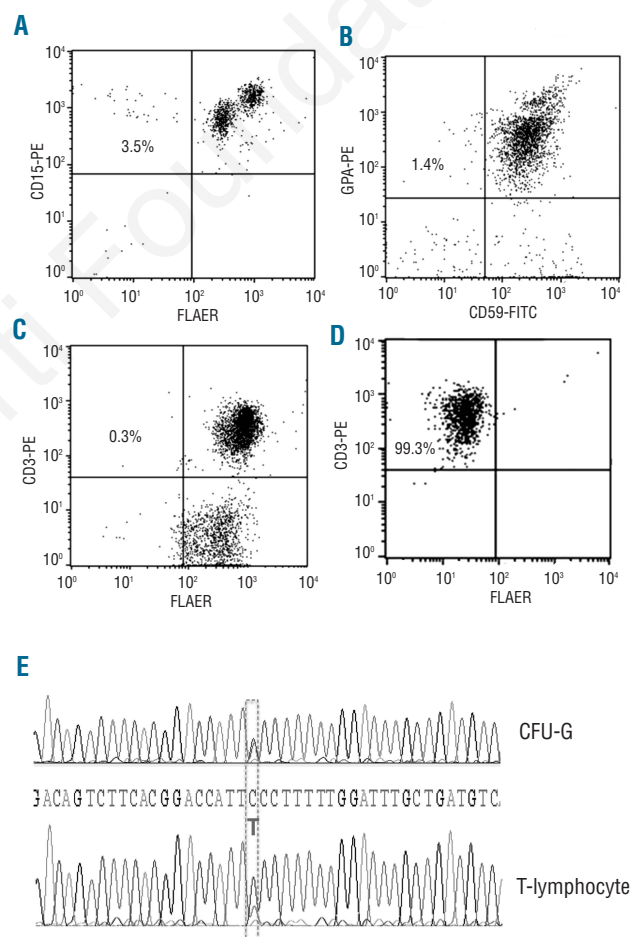 A
B
10⁴
10³
10²
10¹
10⁰
CD15-PE
3.5%
10⁰ 10¹ 10² 10³ 10⁴
FLAER
10⁴
10³
10²
10¹
10⁰
GPA-PE
1.4%
10⁰ 10¹ 10² 10³ 10⁴
CD59-FITC
C
D
10⁴
10³
10²
10¹
10⁰
CD3-PE
0.3%
10⁰ 10¹ 10² 10³ 10⁴
FLAER
10⁴
10³
10²
10¹
10⁰
CD3-PE
99.3%
10⁰ 10¹ 10² 10³ 10⁴
FLAER
E
CFU-G
GACAGTCTTCACGGACCATTCCCTTTTTGGATTTGCTGATGTC
T
T-lymphocyte
ti Foundat